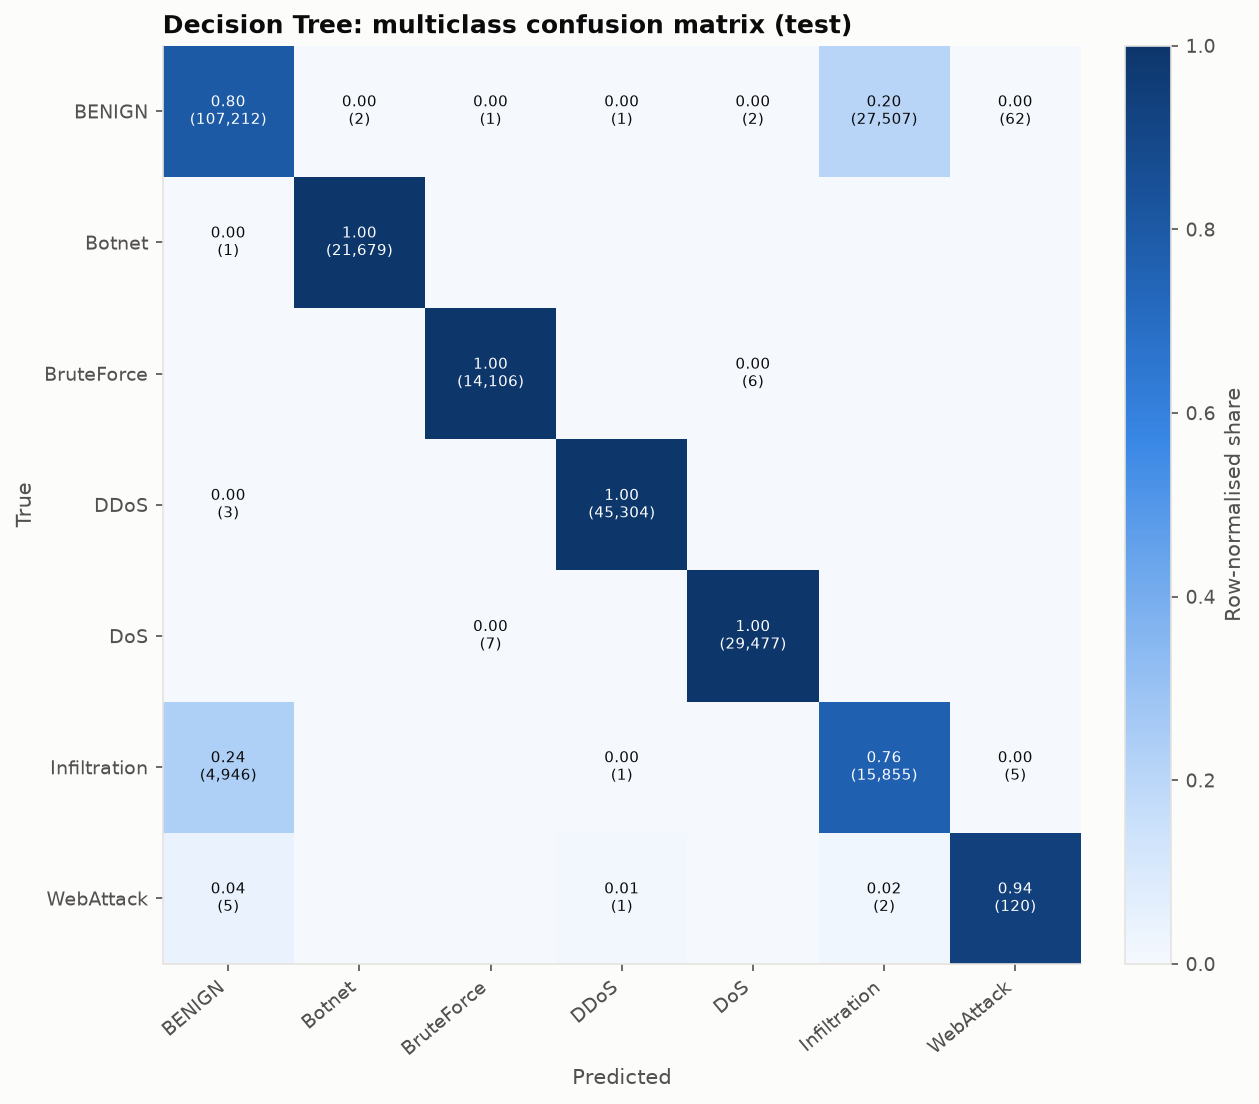 Decision Tree: multiclass confusion matrix (test)
BENIGN
0.80 0.00 0.00 0.00 0.00 0.20 0.00
(107,212) (2) (1) (1) (2) (27,507) (62)
Botnet
0.00 1.00
(1) (21,679)
BruteForce
1.00 0.00
(14,106) (6)
DDoS
0.00 1.00
(3) (45,304)
DoS
0.00 1.00
(7) (29,477)
Infiltration
0.24 0.00 0.76 0.00
(4,946) (1) (15,855) (5)
WebAttack
0.04 0.01 0.02 0.94
(5) (1) (2) (120)
True
BENIGN Botnet BruteForce DDoS DoS Infiltration WebAttack
Predicted
1.0
0.8
0.6
0.4
0.2
0.0
Row-normalised share